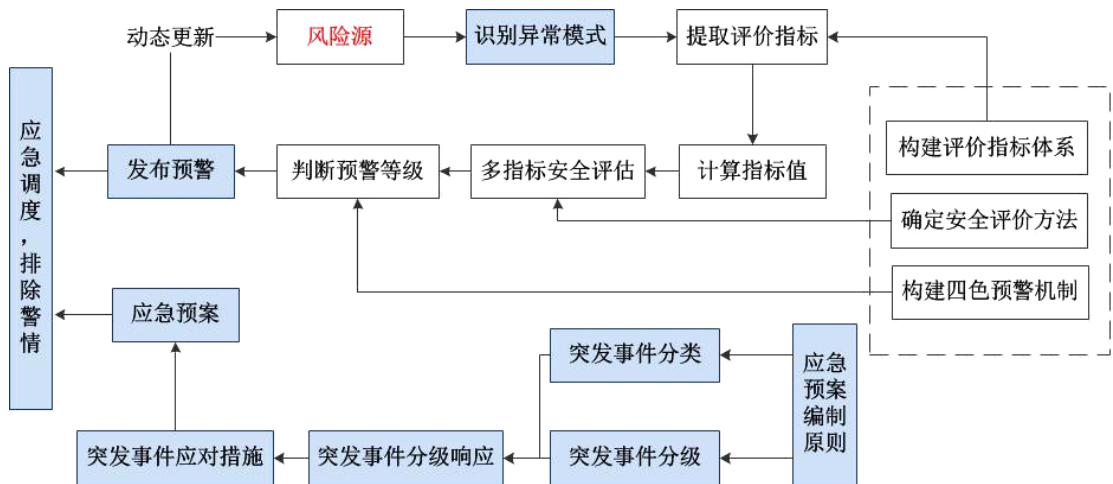 动态更新
风险源
识别异常模式
提取评价指标
构建评价指标体系
确定安全评价方法
构建四色预警机制
计算指标值
多指标安全评估
判断预警等级
发布预警
应急调度，排除警情
应急预案
突发事件分类
应急
预案
编制
原则
突发事件应对措施
突发事件分级响应
突发事件分级